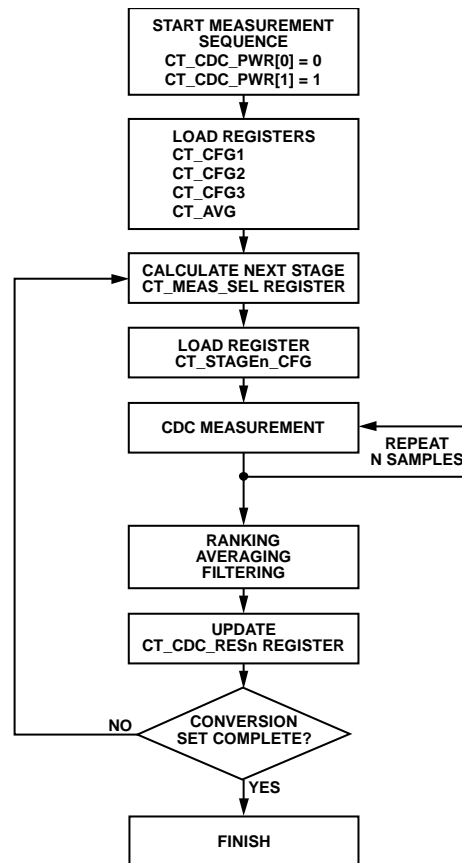 START MEASUREMENT
SEQUENCE
CT_CDC_PWR[0] = 0
CT_CDC_PWR[1] = 1
LOAD REGISTERS
CT_CFG1
CT_CFG2
CT_CFG3
CT_AVG
CALCULATE NEXT STAGE
CT_MEAS_SEL REGISTER
LOAD REGISTER
CT_STAGEn_CFG
CDC MEASUREMENT
REPEAT
N SAMPLES
RANKING
AVERAGING
FILTERING
UPDATE
CT_CDC_RESn REGISTER
NO
CONVERSION
SET COMPLETE?
YES
FINISH